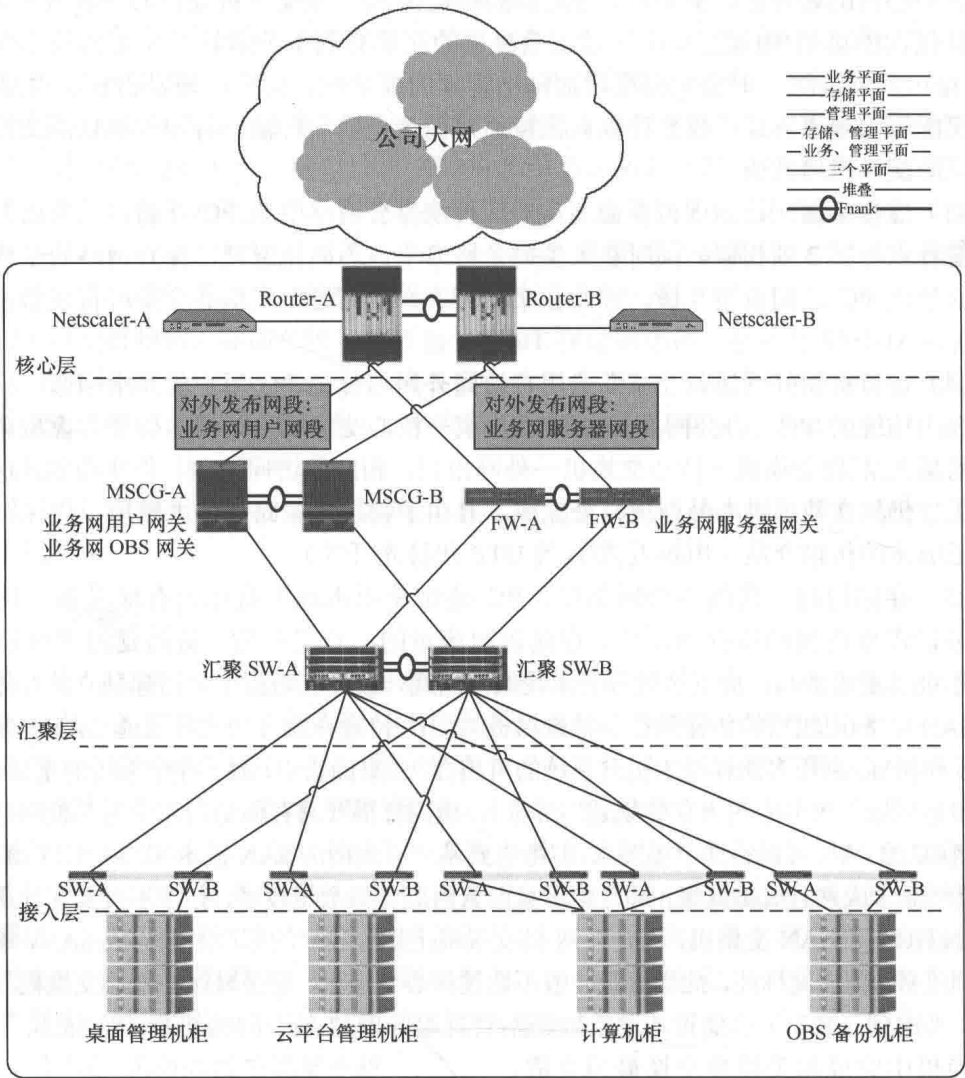 公司大网
业务平面
存储平面
管理平面
存储、管理平面
业务、管理平面
三个平面
堆叠
Fnank
Router-A
Router-B
Netscaler-A
Netscaler-B
核心层
对外发布网段：
业务网用户网段
对外发布网段：
业务网服务器网段
MSCG-A
MSCG-B
业务网用户网关
业务网 OBS 网关
FW-A
FW-B
业务网服务器网关
汇聚 SW-A
汇聚 SW-B
汇聚层
SW-A
SW-B
SW-A
SW-B
SW-A
SW-B
SW-A
SW-B
SW-A
SW-B
接入层
桌面管理机柜
云平台管理机柜
计算机柜
OBS 备份机柜